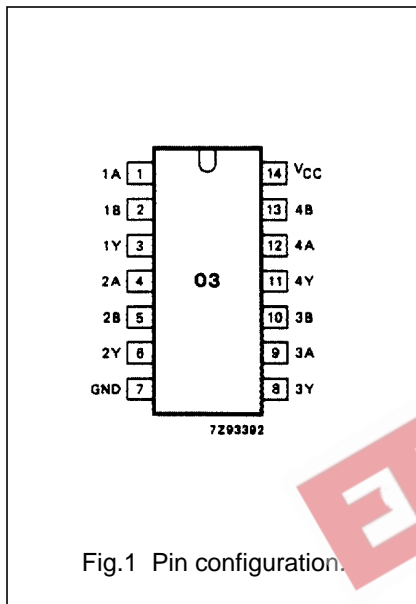 1A 1 14 VCC
1B 2 13 4B
1Y 3 12 4A
2A 4 03 11 4Y
2B 5 10 3B
2Y 6 9 3A
GND 7 8 3Y
7Z93392
Fig.1 Pin configuration.